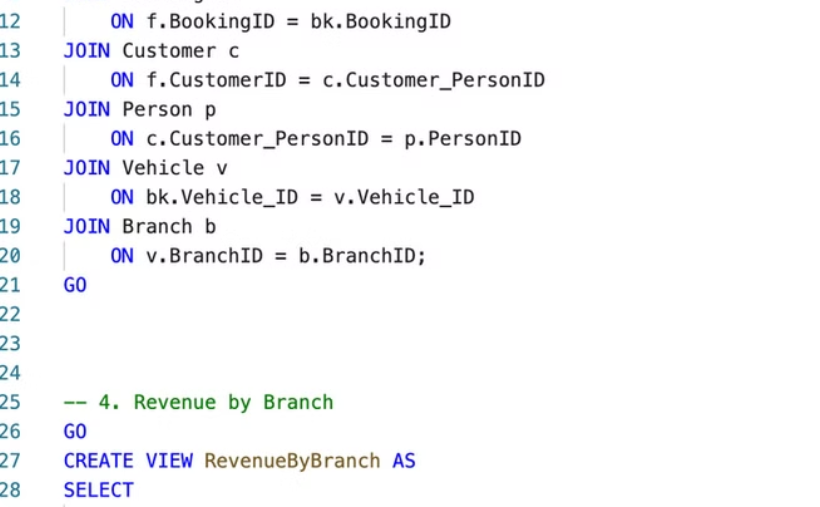 12 ON f.BookingID = bk.BookingID
13 JOIN Customer c
14 ON f.CustomerID = c.Customer_PersonID
15 JOIN Person p
16 ON c.Customer_PersonID = p.PersonID
17 JOIN Vehicle v
18 ON bk.Vehicle_ID = v.Vehicle_ID
19 JOIN Branch b
20 ON v.BranchID = b.BranchID;
21 GO
22
23
24
25 -- 4. Revenue by Branch
26 GO
27 CREATE VIEW RevenueByBranch AS
28 SELECT